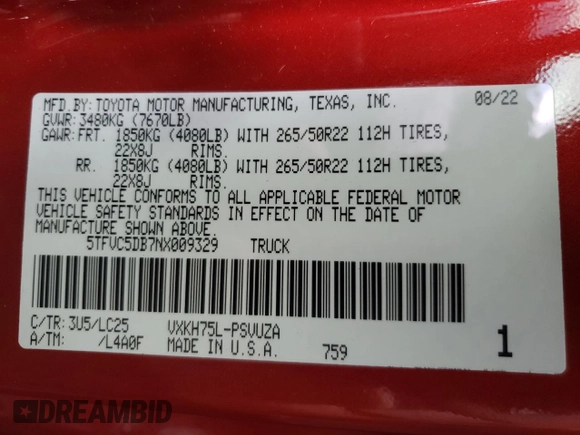 MFD.BY: TOYOTA MOTOR MANUFACTURING, TEXAS, INC. 08/22
GVWR: 3480KG (7670LB)
GAWR: FRT. 1850KG (4080LB) WITH 265/50R22 112H TIRES,
22X8J RIMS.
RR. 1850KG (4080LB) WITH 265/50R22 112H TIRES,
22X8J RIMS.
THIS VEHICLE CONFORMS TO ALL APPLICABLE FEDERAL MOTOR
VEHICLE SAFETY STANDARDS IN EFFECT ON THE DATE OF
MANUFACTURE SHOWN ABOVE.
5TFVC5DB7NX009329 TRUCK
C/TR: 3U5/LC25 VXKH75L-PSVUZA
A/TM: /L4A0F MADE IN U.S.A. 759 1
DREAMBID